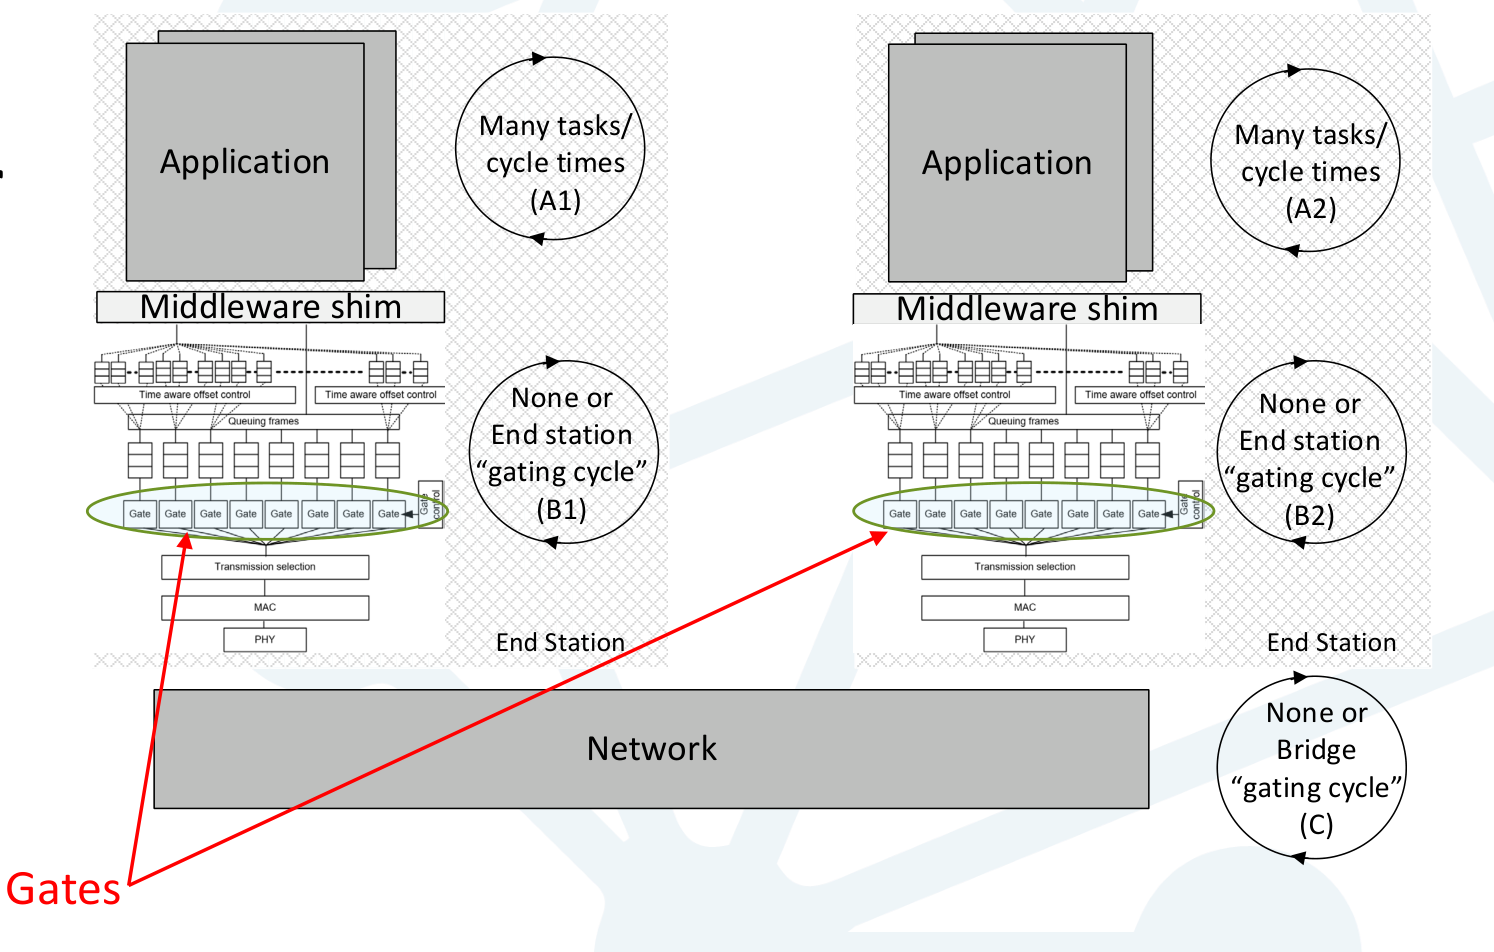 Application
Many tasks/
cycle times
(A1)
Middleware shim
Time aware offset control
Time aware offset control
Queuing frames
None or
End station
“gating cycle”
(B1)
Gate Gate Gate Gate Gate Gate Gate Gate
Gate
control
Transmission selection
MAC
PHY
End Station
Application
Many tasks/
cycle times
(A2)
Middleware shim
Time aware offset control
Time aware offset control
Queuing frames
None or
End station
“gating cycle”
(B2)
Gate Gate Gate Gate Gate Gate Gate Gate
Gate
control
Transmission selection
MAC
PHY
End Station
Network
None or
Bridge
“gating cycle”
(C)
Gates